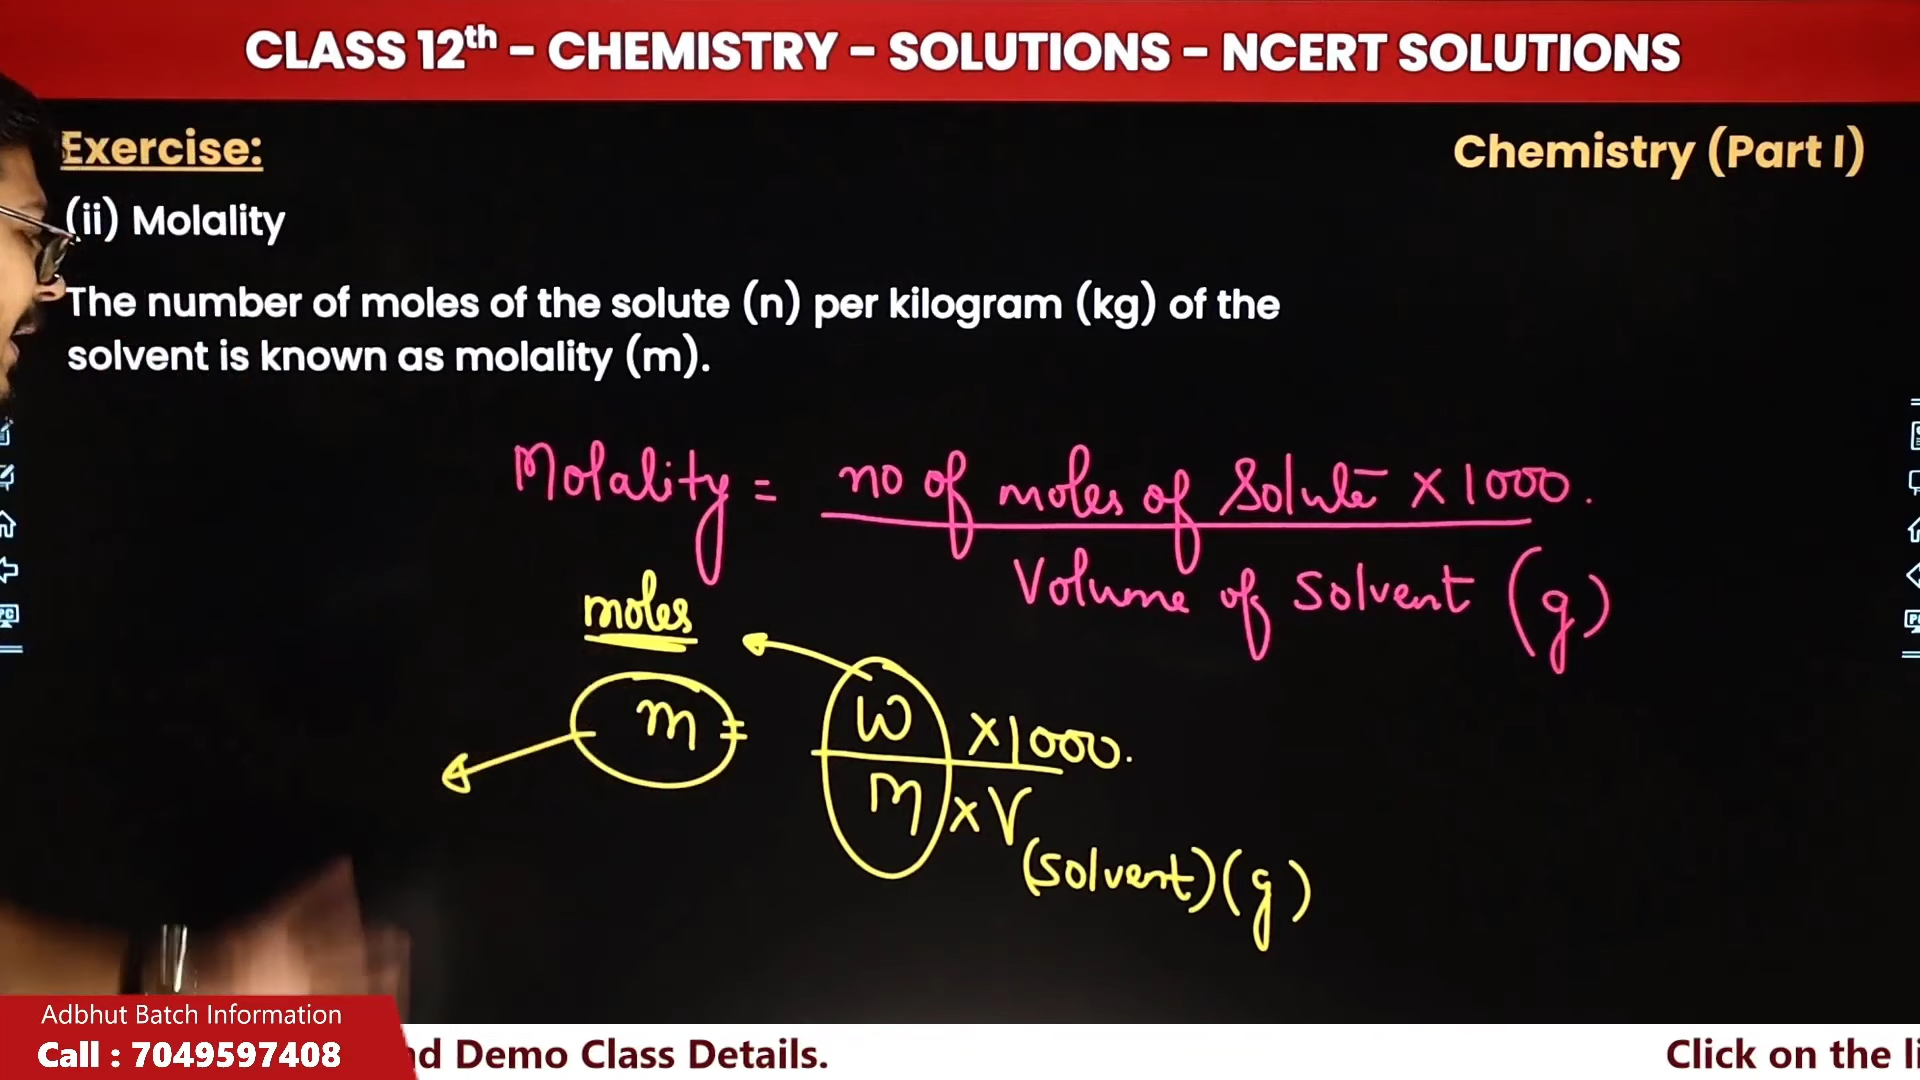 CLASS 12th – CHEMISTRY – SOLUTIONS – NCERT SOLUTIONS
Exercise:
Chemistry (Part I)
(ii) Molality
The number of moles of the solute (n) per kilogram (kg) of the
solvent is known as molality (m).
Molality = no of moles of Solute × 1000.
Volume of Solvent (g)
moles
m = W × 1000.
M × V (Solvent) (g)
Adbhut Batch Information
Call : 7049597408
nd Demo Class Details.
Click on the li